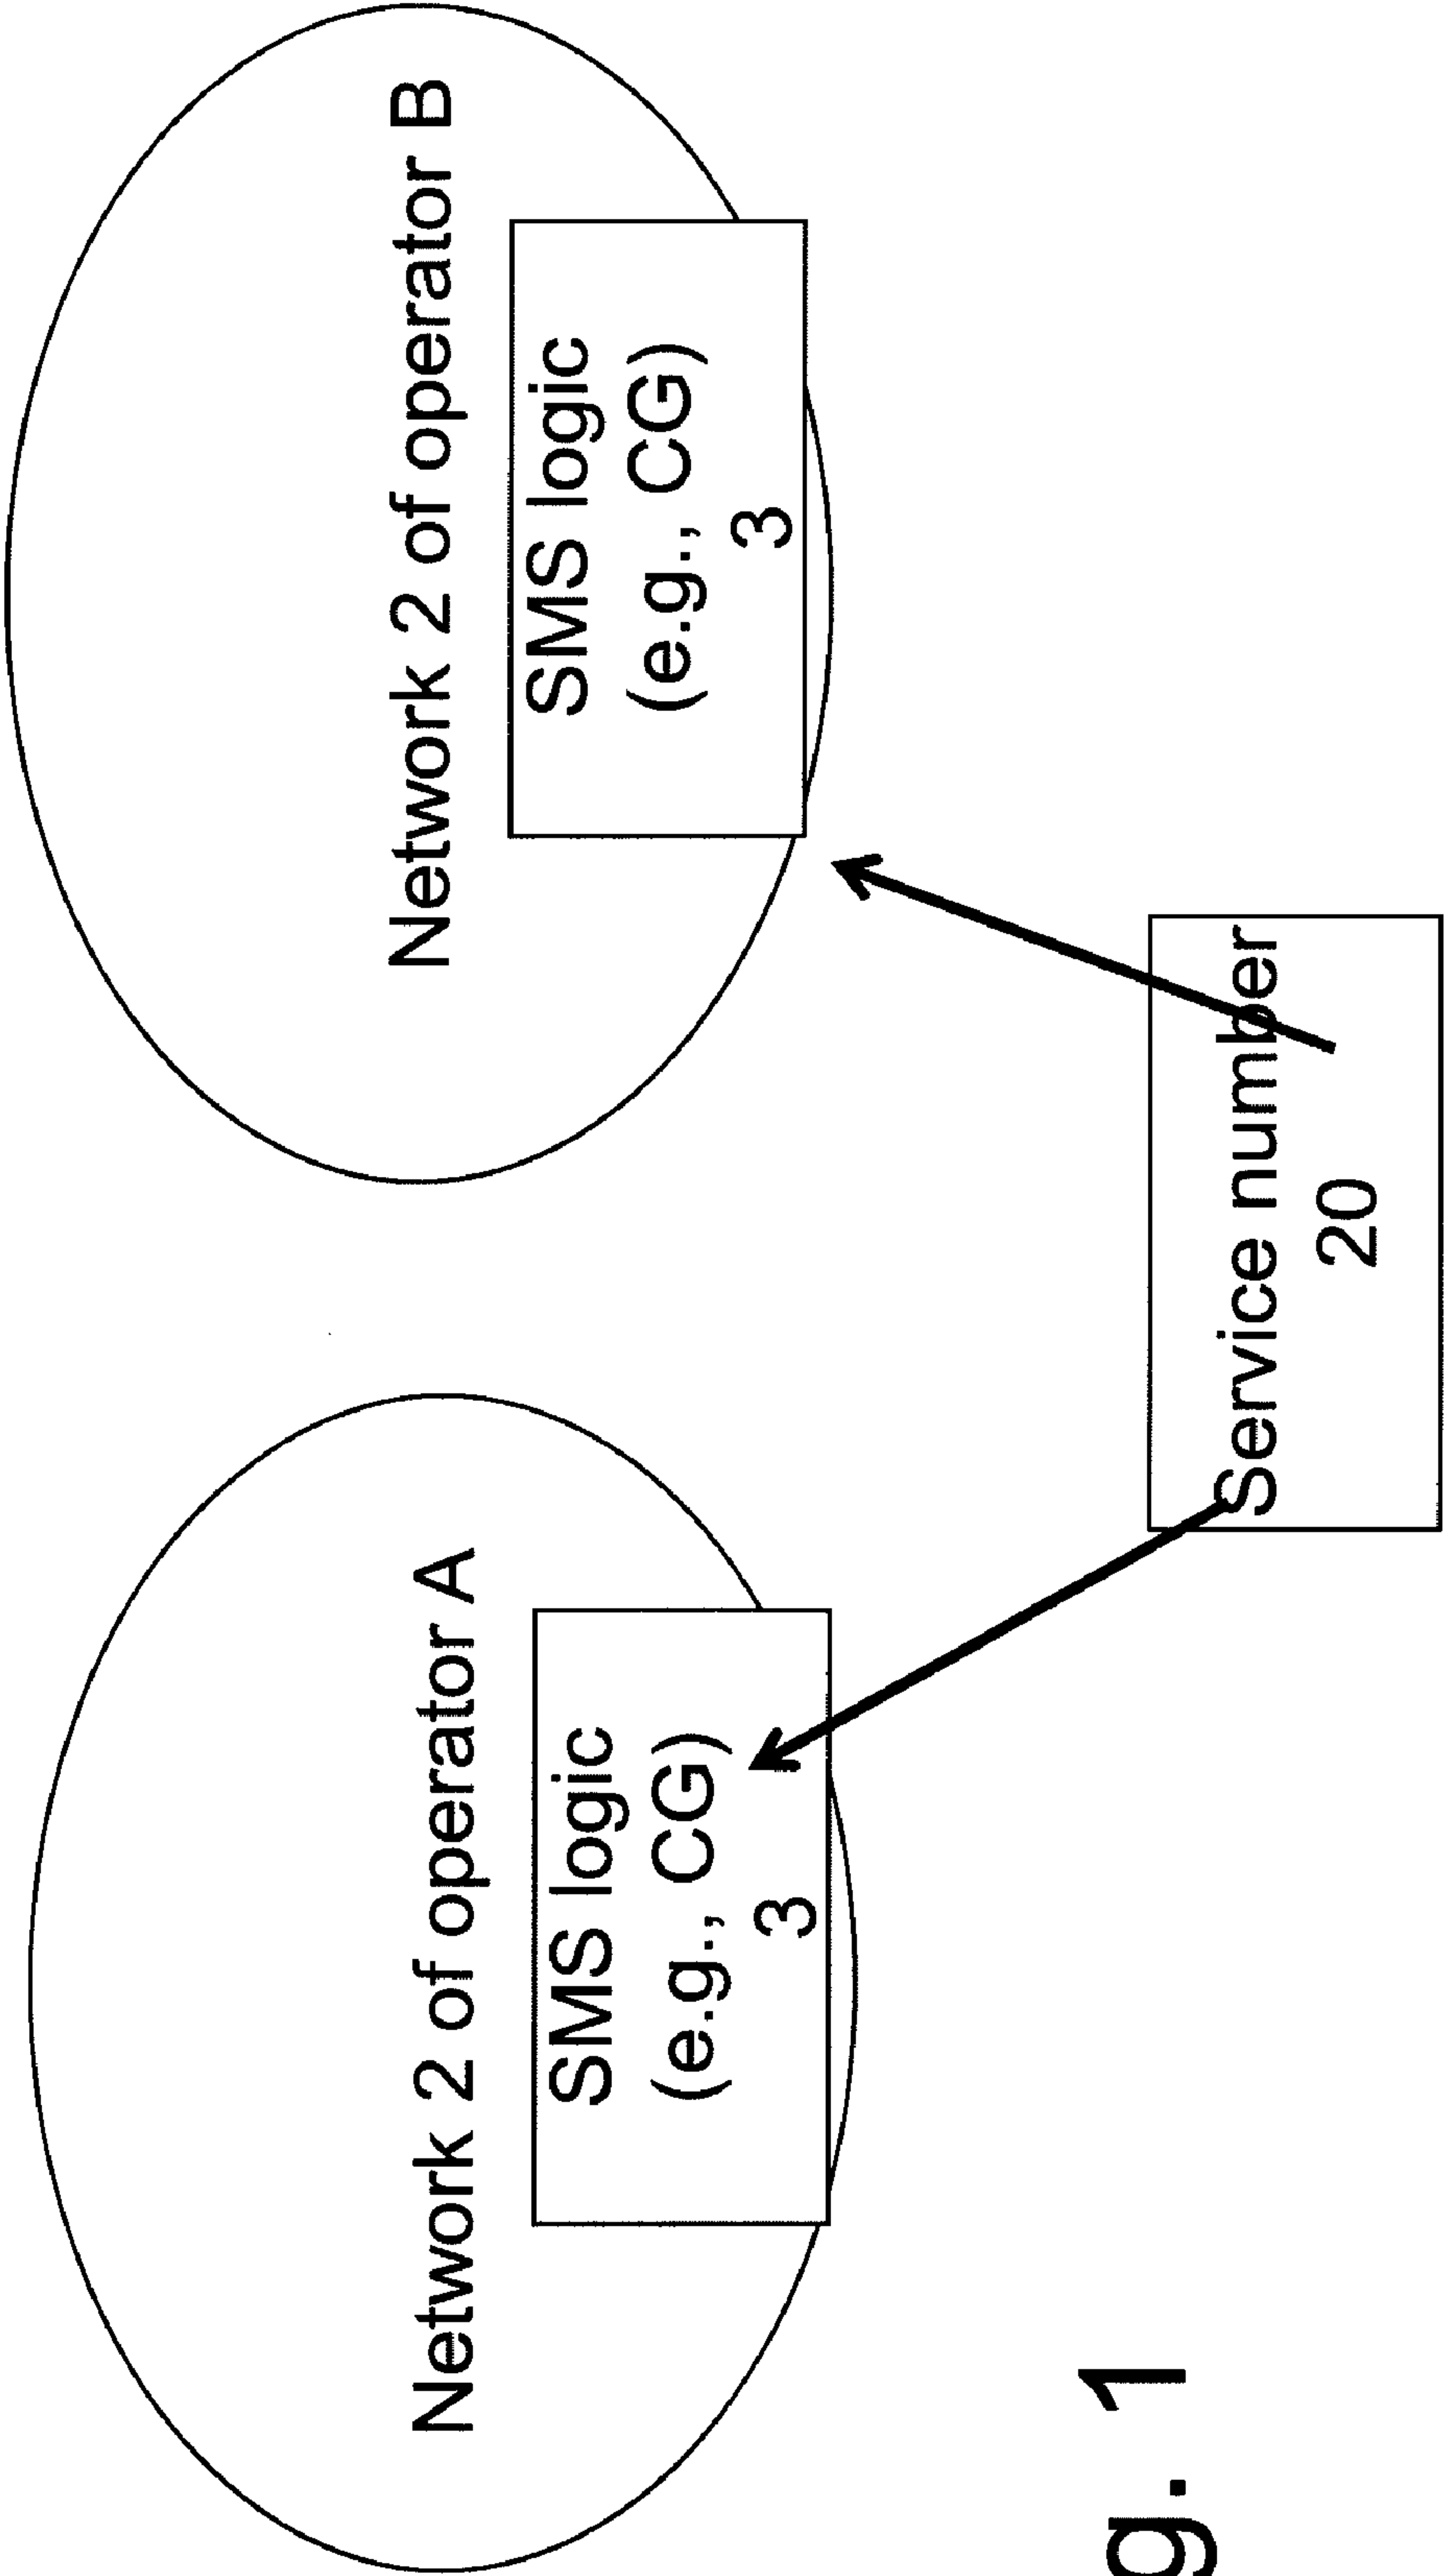 Network 2 of operator A
SMS logic
(e.g., CG)
3
Network 2 of operator B
SMS logic
(e.g., CG)
3
Service number
20
g. 1